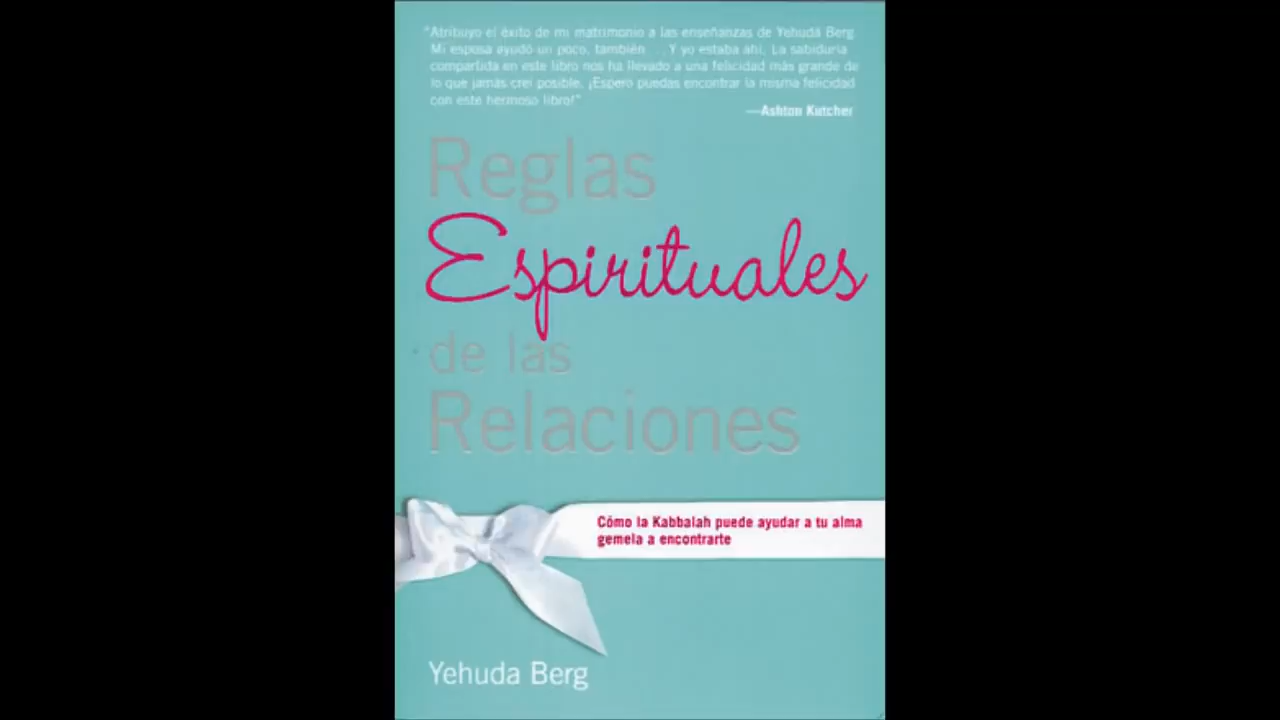 "Atribuyo el éxito de mi matrimonio a las enseñanzas de Yehuda Berg
Mi esposa ayudó un poco, también. . . Y yo estaba ahí. La sabiduría
compartida en este libro nos ha llevado a una felicidad más grande de
lo que jamás creí posible. ¡Espero puedas encontrar la misma felicidad
con este hermoso libro!"
—Ashton Kutcher
Reglas
Espirituales
de las
Relaciones
Cómo la Kabbalah puede ayudar a tu alma
gemela a encontrarte
Yehuda Berg